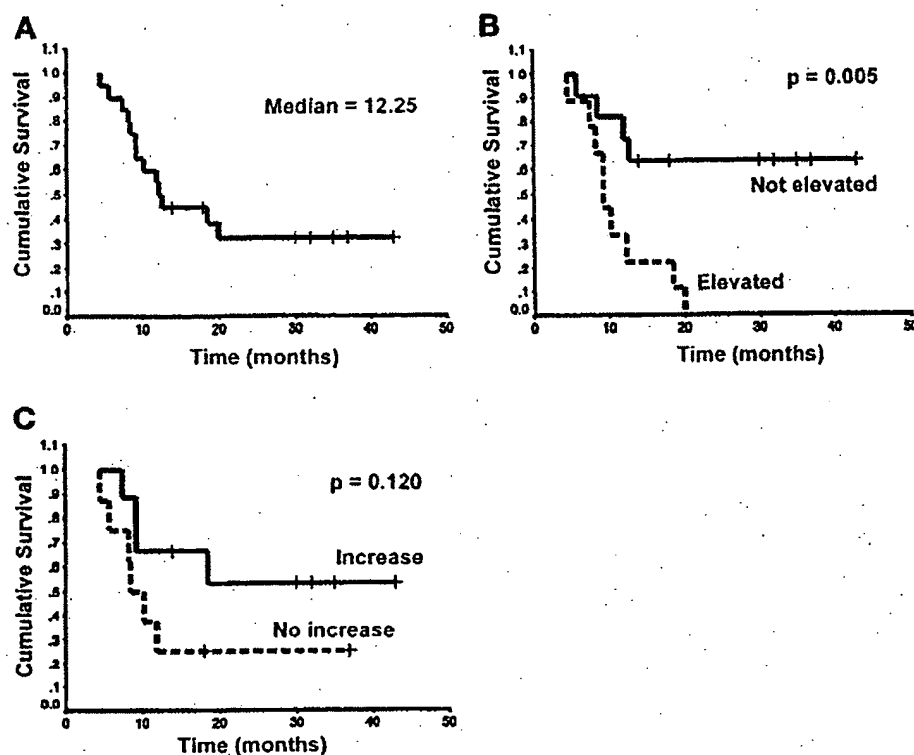 A
1.1
1.0
.9
.8
.7
.6
.5
.4
.3
.2
.1
0.0
Cumulative Survival
Median = 12.25
0 10 20 30 40 50
Time (months)
B
1.1
1.0
.9
.8
.7
.6
.5
.4
.3
.2
.1
0.0
Cumulative Survival
p = 0.005
Not elevated
Elevated
0 10 20 30 40 50
Time (months)
C
1.1
1.0
.9
.8
.7
.6
.5
.4
.3
.2
.1
0.0
Cumulative Survival
p = 0.120
Increase
No increase
0 10 20 30 40 50
Time (months)